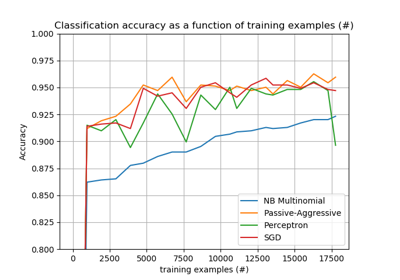 Classification accuracy as a function of training examples (#)
1.000
0.975
0.950
0.925
0.900
0.875
0.850
0.825
0.800
Accuracy
NB Multinomial
Passive-Aggressive
Perceptron
SGD
0 2500 5000 7500 10000 12500 15000 17500
training examples (#)